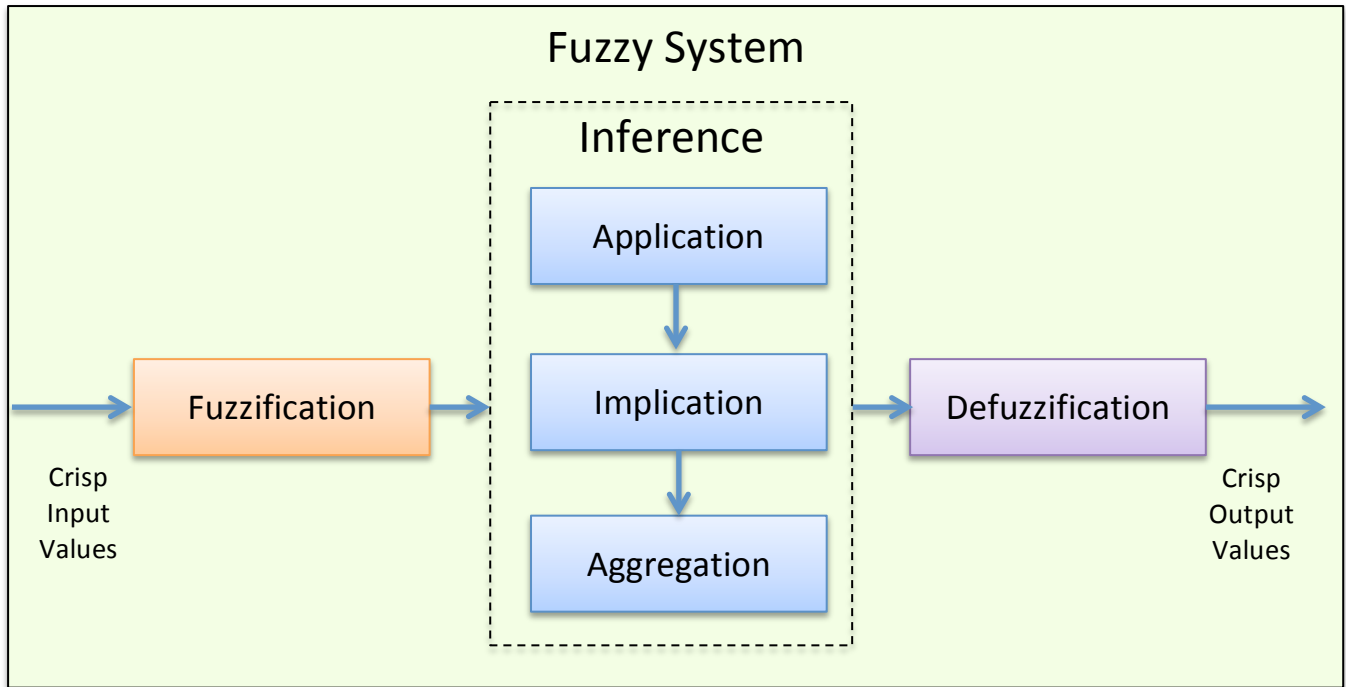 Fuzzy System
Inference
Application
Fuzzification
Implication
Defuzzification
Crisp
Input
Values
Crisp
Output
Values
Aggregation